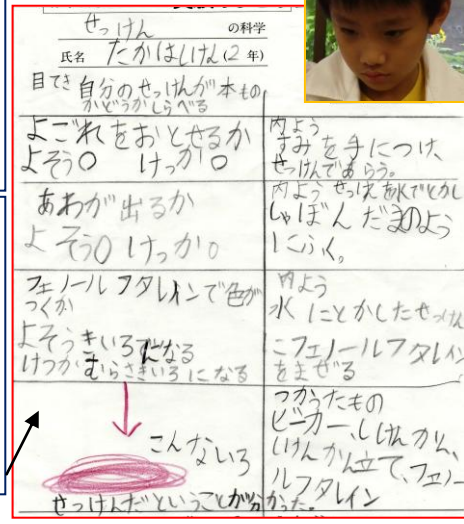 せっけん の科学
氏名 たかはしけん(2 年)
目てき 自分のせっけんが本もの
かどうかしらべる
よごれをおとせるか
よそう○ けっか○
内よう
すみを手につけ、
せっけんであらう。
あわが出るか
よそう○ けっか○
内よう せっけんを水でとかし
しゃぼんだまのよう
にふく。
フェノールフタレインで色が
つくか
よそうきいろになる
けっかむらさきいろになる
内よう
水にとかしたせっけん
にフェノールフタレイン
をまぜる
こんないろ
せっけんだということが分かった。
つかったもの
ビーカー、しけんかん、
しけんかん立て、フェノー
ルフタレイン